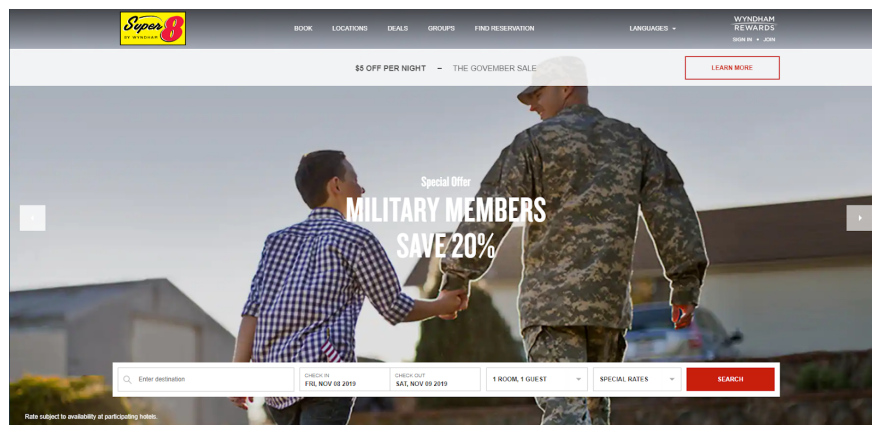 Super 8
BY WYNDHAM
BOOK LOCATIONS DEALS GROUPS FIND RESERVATION LANGUAGES
WYNDHAM
REWARDS
SIGN IN • JOIN
$5 OFF PER NIGHT – THE GOVEMBER SALE
LEARN MORE
Special Offer
MILITARY MEMBERS
SAVE 20%
Enter destination
CHECK IN
FRI, NOV 08 2019
CHECK OUT
SAT, NOV 09 2019
1 ROOM, 1 GUEST
SPECIAL RATES
SEARCH
Rate subject to availability at participating hotels.